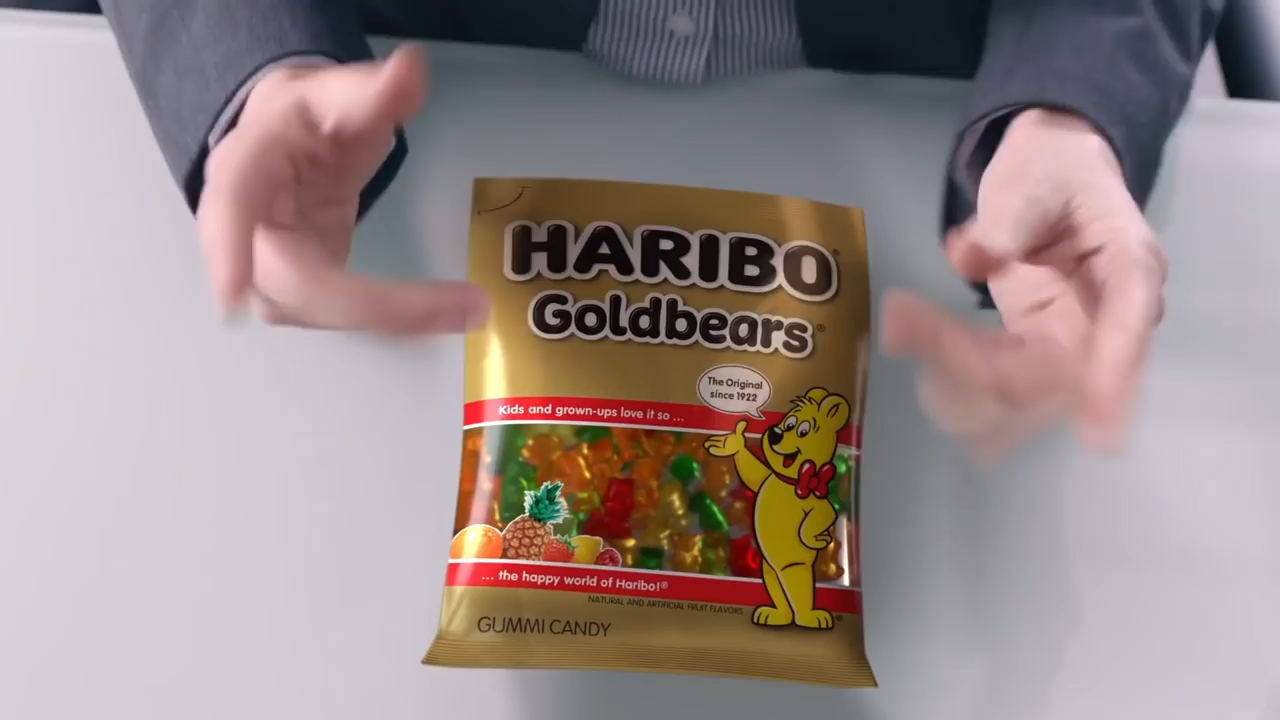 HARIBO
Goldbears®
The Original
since 1922
Kids and grown-ups love it so ...
... the happy world of Haribo!®
NATURAL AND ARTIFICIAL FRUIT FLAVORS
GUMMI CANDY